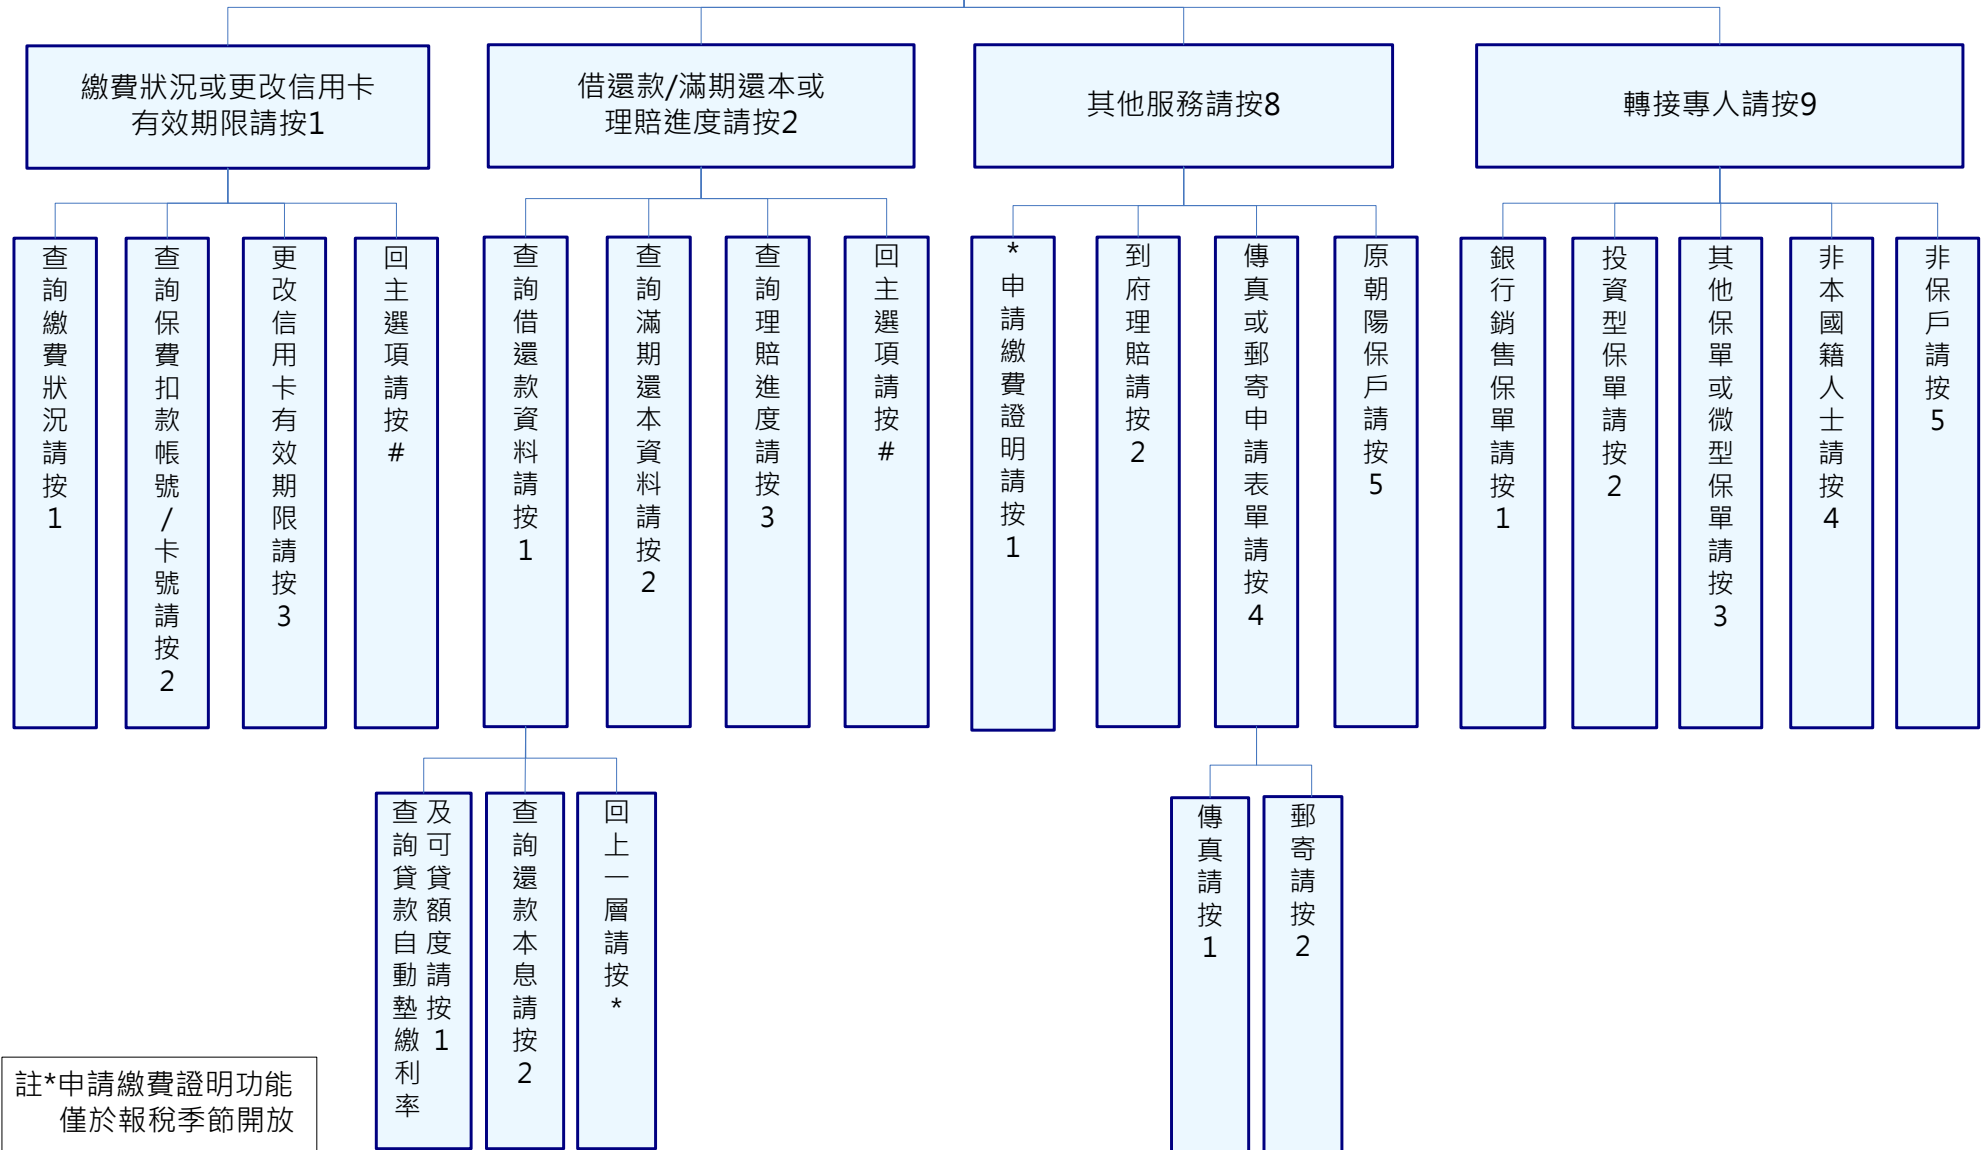 繳費狀況或更改信用卡
有效期限請按1
借還款/滿期還本或
理賠進度請按2
其他服務請按8
轉接專人請按9
查詢繳費狀況請按1
查詢保費扣款帳號/卡號請按2
更改信用卡有效期限請按3
回主選項請按#
查詢借還款資料請按1
查詢滿期還本資料請按2
查詢理賠進度請按3
回主選項請按#
*申請繳費證明請按1
到府理賠請按2
傳真或郵寄申請表單請按4
原朝陽保戶請按5
銀行銷售保單請按1
投資型保單請按2
其他保單或微型保單請按3
非本國籍人士請按4
非保戶請按5
查詢貸款自動墊繳利率
及可貸額度請按1
查詢還款本息請按2
回上一層請按*
傳真請按1
郵寄請按2
註*申請繳費證明功能
僅於報稅季節開放